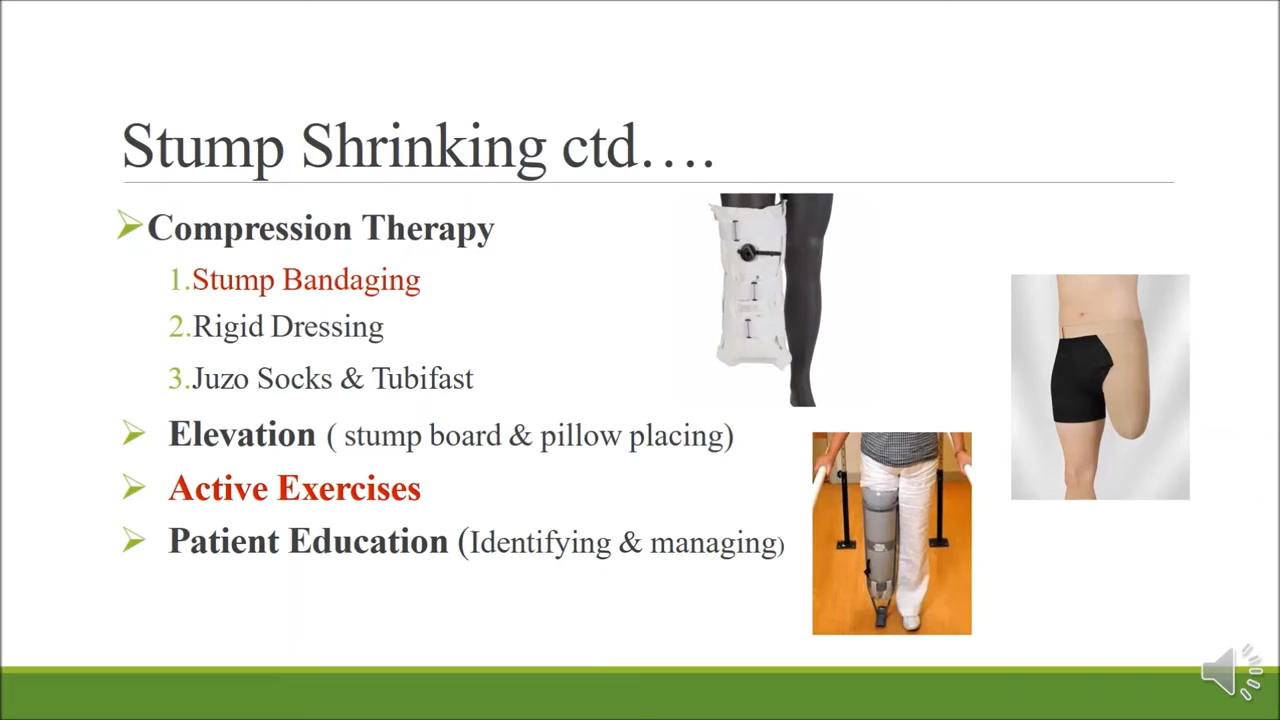 Stump Shrinking ctd....
Compression Therapy
1.Stump Bandaging
2.Rigid Dressing
3.Juzo Socks & Tubifast
Elevation ( stump board & pillow placing)
Active Exercises
Patient Education (Identifying & managing)